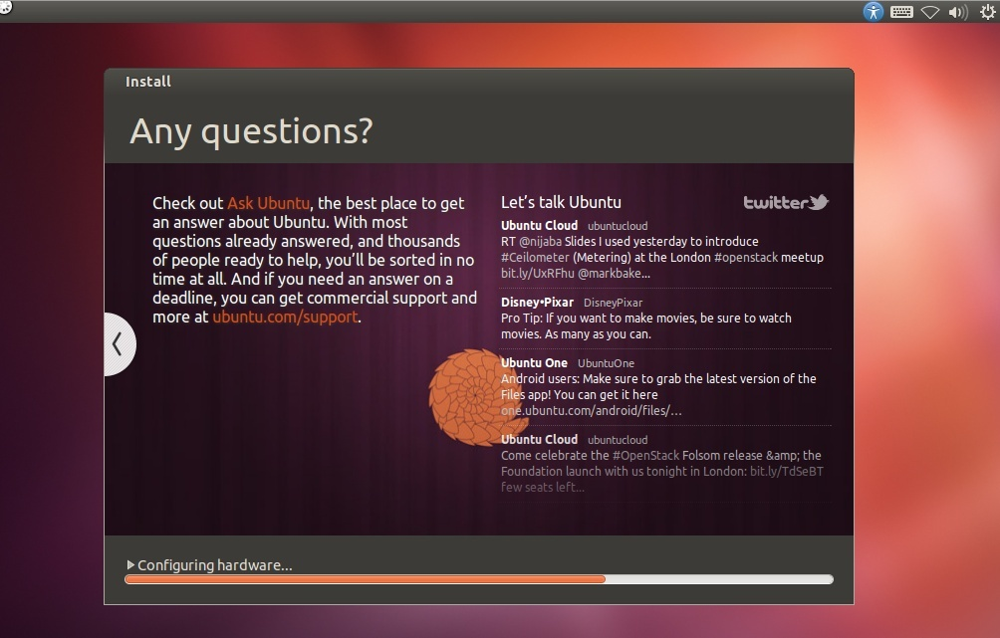 Install
Any questions?
Check out Ask Ubuntu, the best place to get
an answer about Ubuntu. With most
questions already answered, and thousands
of people ready to help, you'll be sorted in no
time at all. And if you need an answer on a
deadline, you can get commercial support and
more at ubuntu.com/support.
Let's talk Ubuntu
twitter
Ubuntu Cloud ubuntucloud
RT @nijaba Slides I used yesterday to introduce
#Ceilometer (Metering) at the London #openstack meetup
bit.ly/UxRFhu @markbake...
Disney•Pixar DisneyPixar
Pro Tip: If you want to make movies, be sure to watch
movies. As many as you can.
Ubuntu One UbuntuOne
Android users: Make sure to grab the latest version of the
Files app! You can get it here
one.ubuntu.com/android/files/…
Ubuntu Cloud ubuntucloud
Come celebrate the #OpenStack Folsom release &amp; the
Foundation launch with us tonight in London: bit.ly/TdSeBT
few seats left...
Configuring hardware...